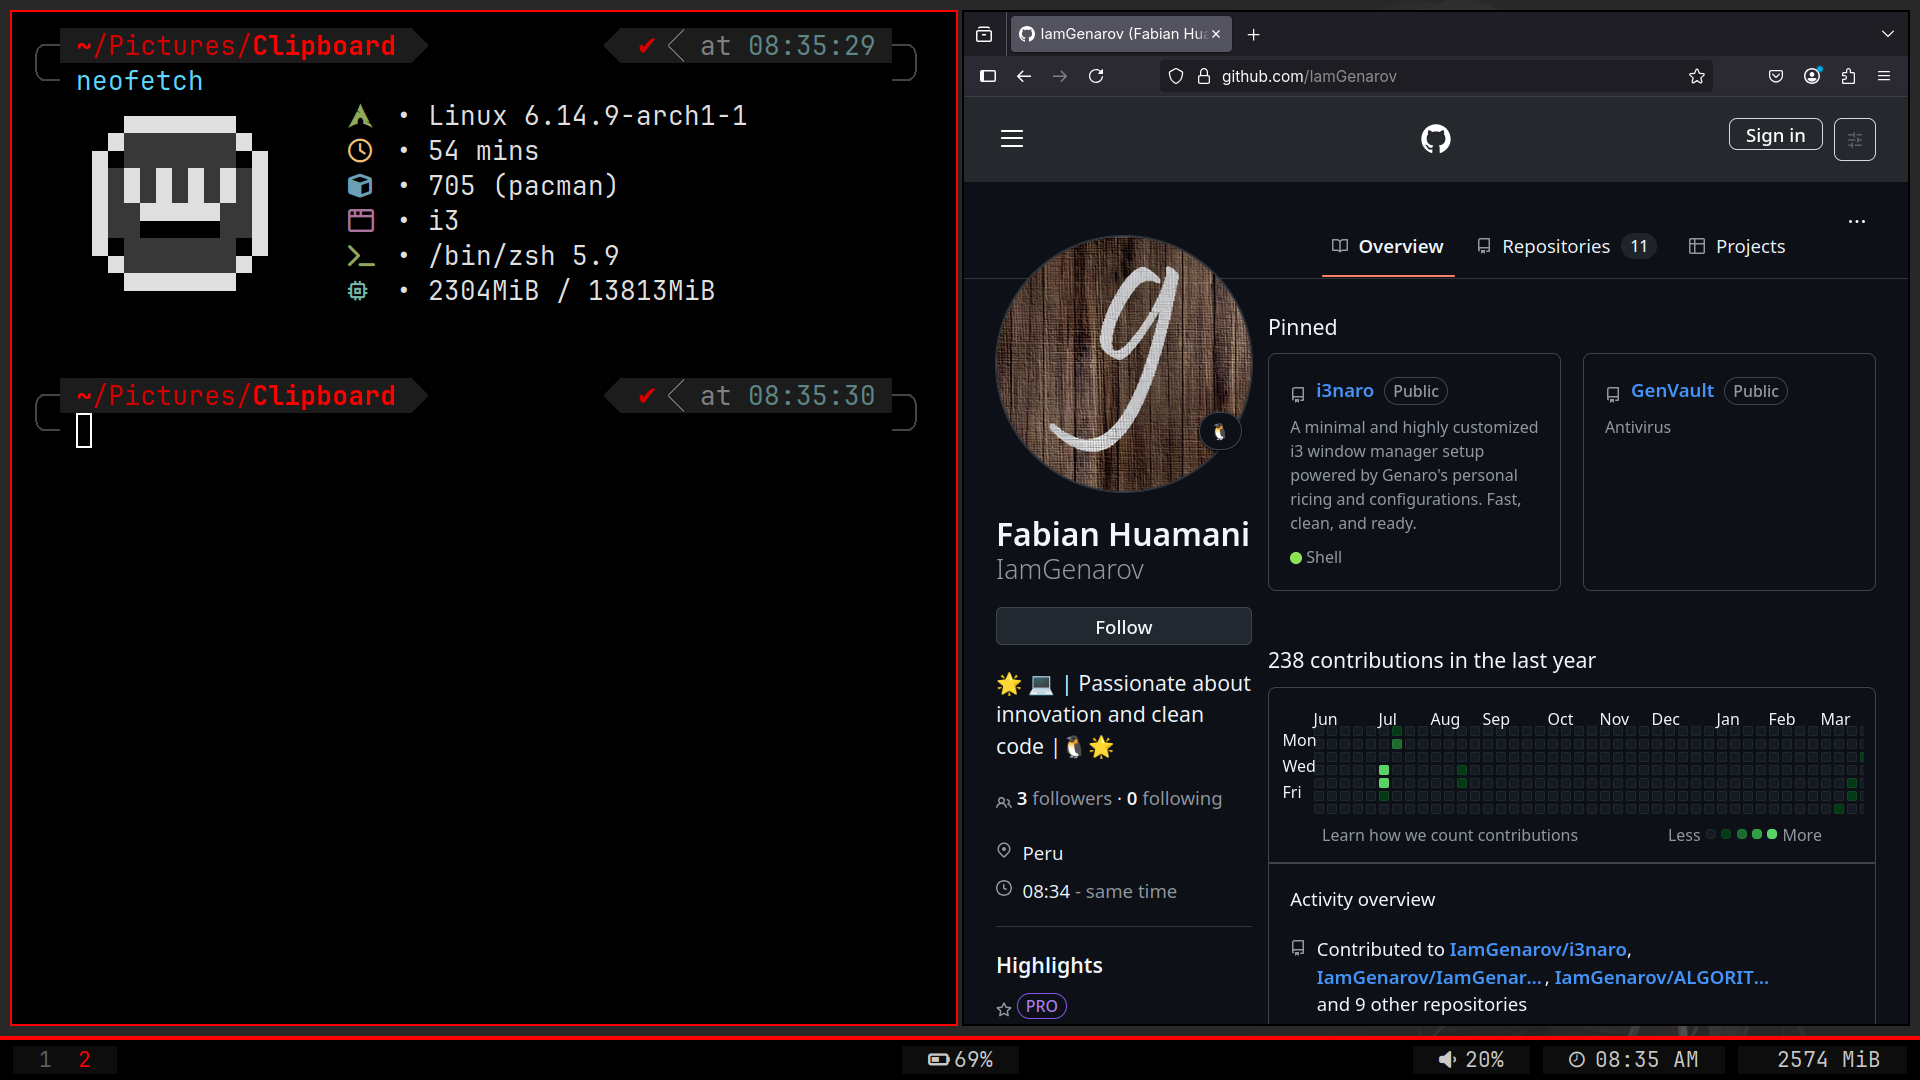 ~/Pictures/Clipboard
✔ at 08:35:29
neofetch
• Linux 6.14.9-arch1-1
• 54 mins
• 705 (pacman)
• i3
• /bin/zsh 5.9
• 2304MiB / 13813MiB
~/Pictures/Clipboard
✔ at 08:35:30
IamGenarov (Fabian Hua
github.com/IamGenarov
Sign in
Overview
Repositories 11
Projects
g
Fabian Huamani
IamGenarov
Follow
🌟 💻 | Passionate about
innovation and clean
code |🐧🌟
3 followers · 0 following
Peru
08:34 - same time
Highlights
PRO
Pinned
i3naro Public
A minimal and highly customized
i3 window manager setup
powered by Genaro's personal
ricing and configurations. Fast,
clean, and ready.
Shell
GenVault Public
Antivirus
238 contributions in the last year
Jun Jul Aug Sep Oct Nov Dec Jan Feb Mar
Mon
Wed
Fri
Learn how we count contributions
Less More
Activity overview
Contributed to IamGenarov/i3naro,
IamGenarov/IamGenar… , IamGenarov/ALGORIT…
and 9 other repositories
1 2
69%
20%
08:35 AM
2574 MiB